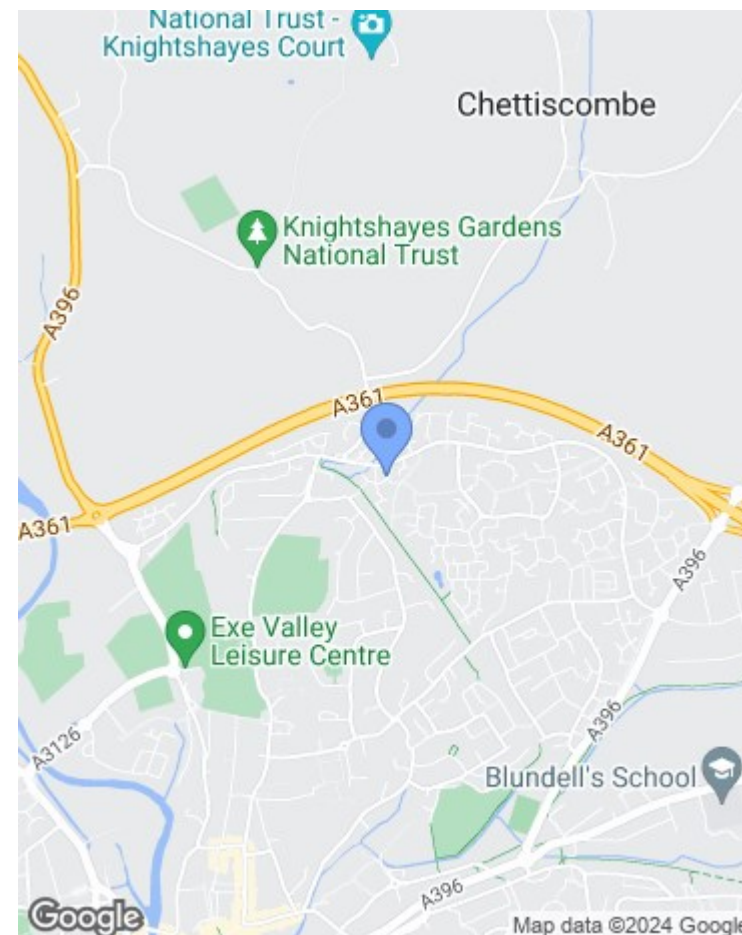 National Trust -
Knightshayes Court
Chettiscombe
Knightshayes Gardens
National Trust
A396
A361
A361
A361
A396
Exe Valley
Leisure Centre
A3126
A396
Blundell's School
A396
Google
Map data ©2024 Google